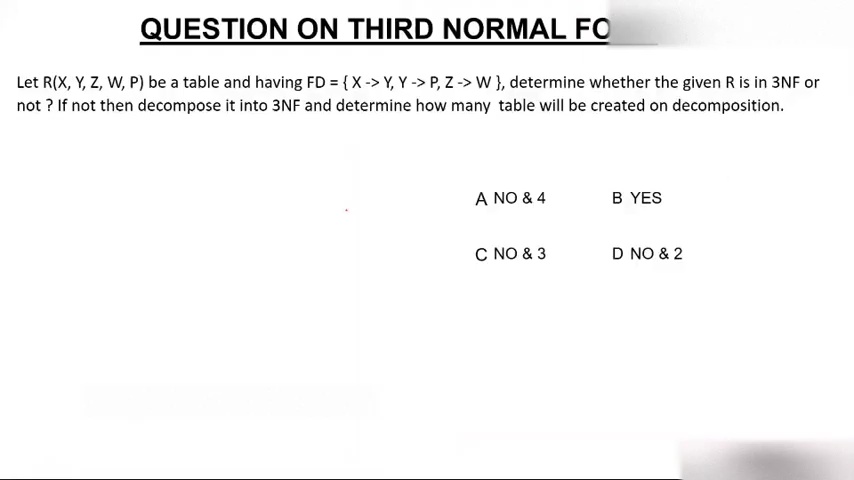 QUESTION ON THIRD NORMAL
Let R(X, Y, Z, W, P) be a table and having FD = { X -> Y, Y -> P, Z -> W }, determine whether the given R is in 3NF or
not ? If not then decompose it into 3NF and determine how many table will be created on decomposition.
A NO & 4 B YES
C NO & 3 D NO & 2